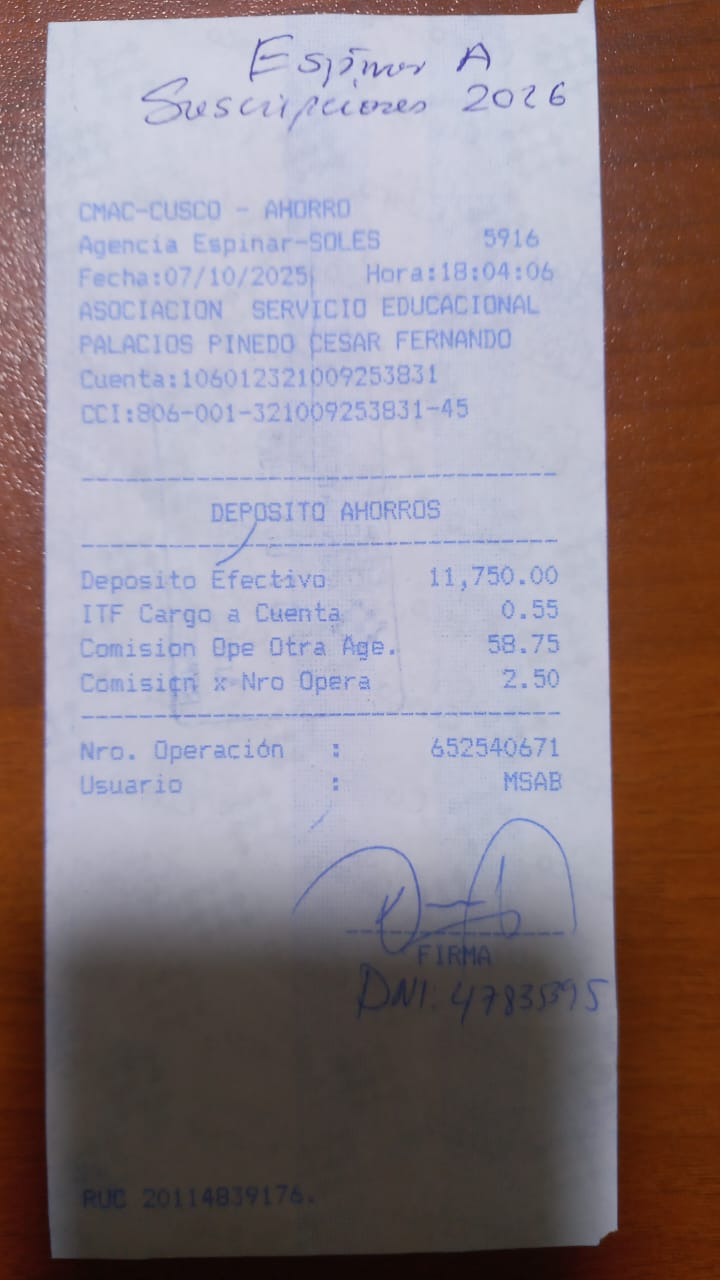 Espinar A
Suscripciones 2026
CMAC-CUSCO - AHORRO
Agencia Espinar-SOLES 5916
Fecha:07/10/2025 Hora:18:04:06
ASOCIACION SERVICIO EDUCACIONAL
PALACIOS PINEDO CESAR FERNANDO
Cuenta:106012321009253831
CCI:806-001-321009253831-45
DEPOSITO AHORROS
Deposito Efectivo 11,750.00
ITF Cargo a Cuenta 0.55
Comision Ope Otra Age. 58.75
Comision x Nro Opera 2.50
Nro. Operación : 652540671
Usuario : MSAB
FIRMA
DNI: 47835395
RUC 20114839176.